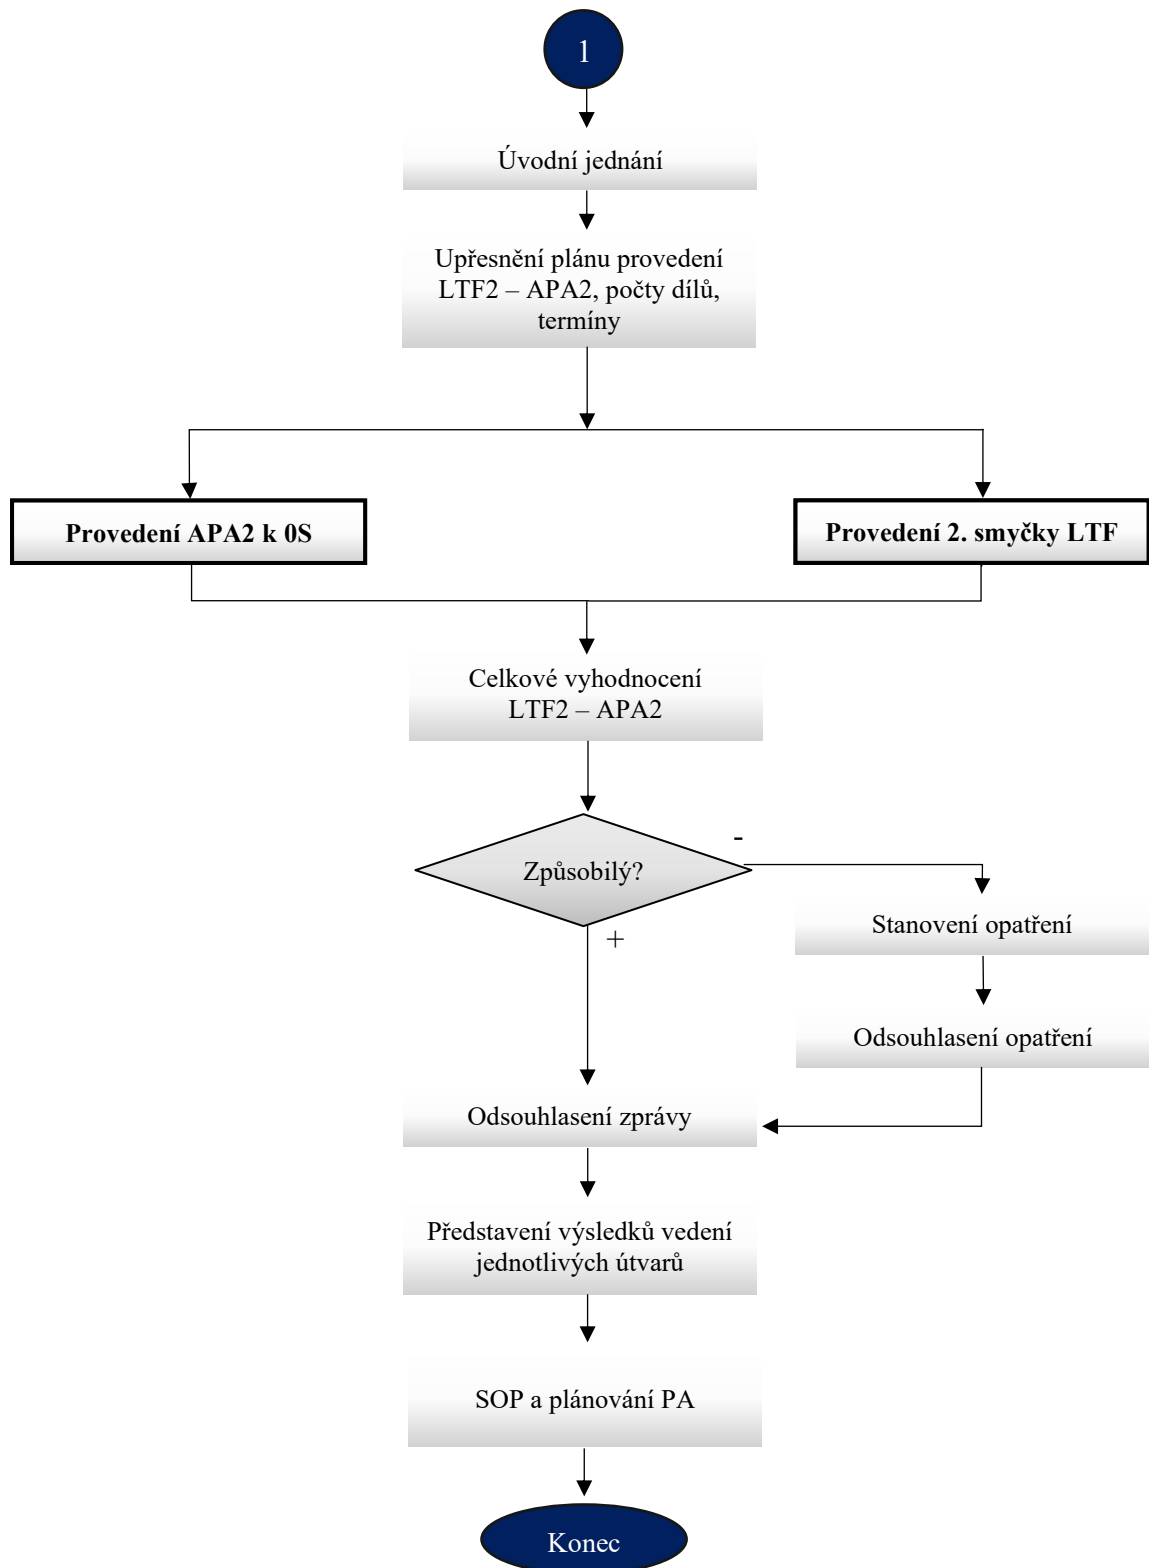 1
Úvodní jednání
Upřesnění plánu provedení
LTF2 – APA2, počty dílů,
termíny
Provedení APA2 k 0S
Provedení 2. smyčky LTF
Celkové vyhodnocení
LTF2 – APA2
Způsobilý?
-
+
Stanovení opatření
Odsouhlasení opatření
Odsouhlasení zprávy
Představení výsledků vedení
jednotlivých útvarů
SOP a plánování PA
Konec